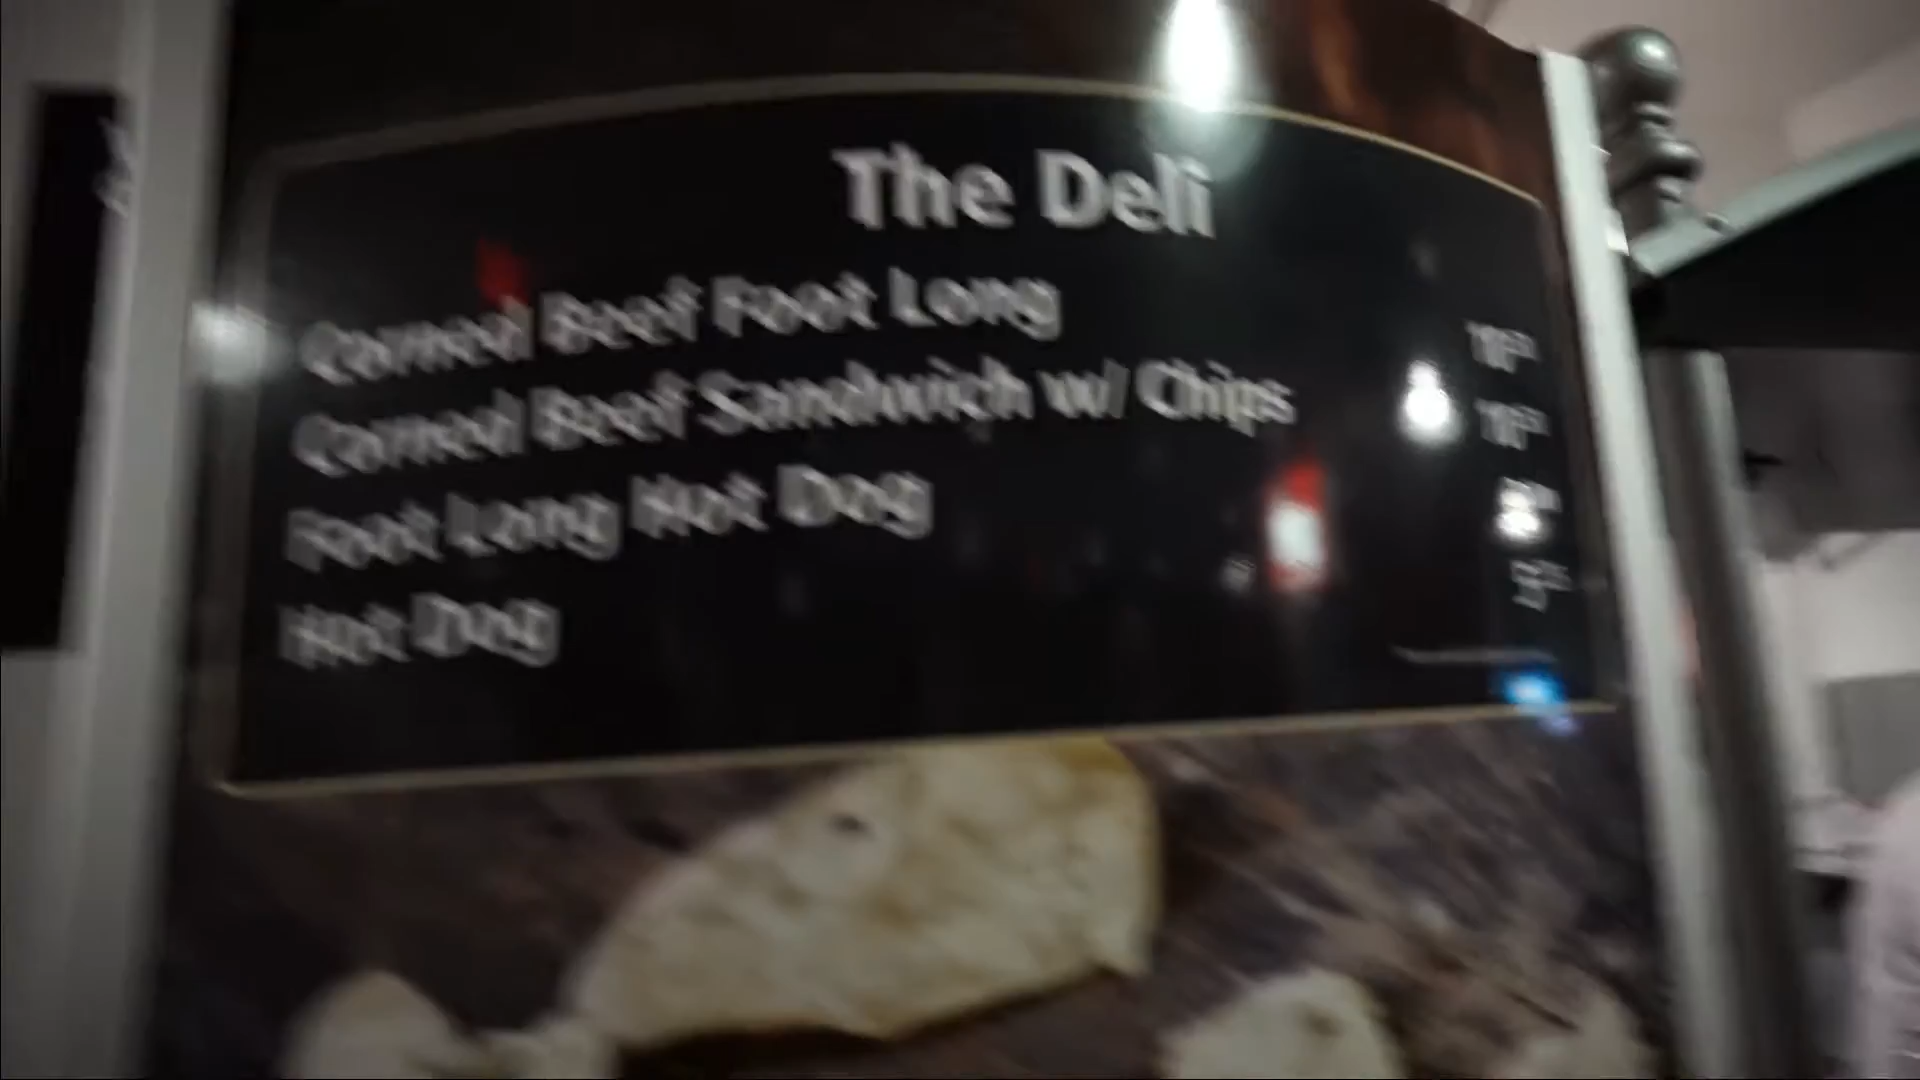 The Deli
Corned Beef Foot Long
Corned Beef Sandwich w/ Chips
Foot Long Hot Dog
Hot Dog